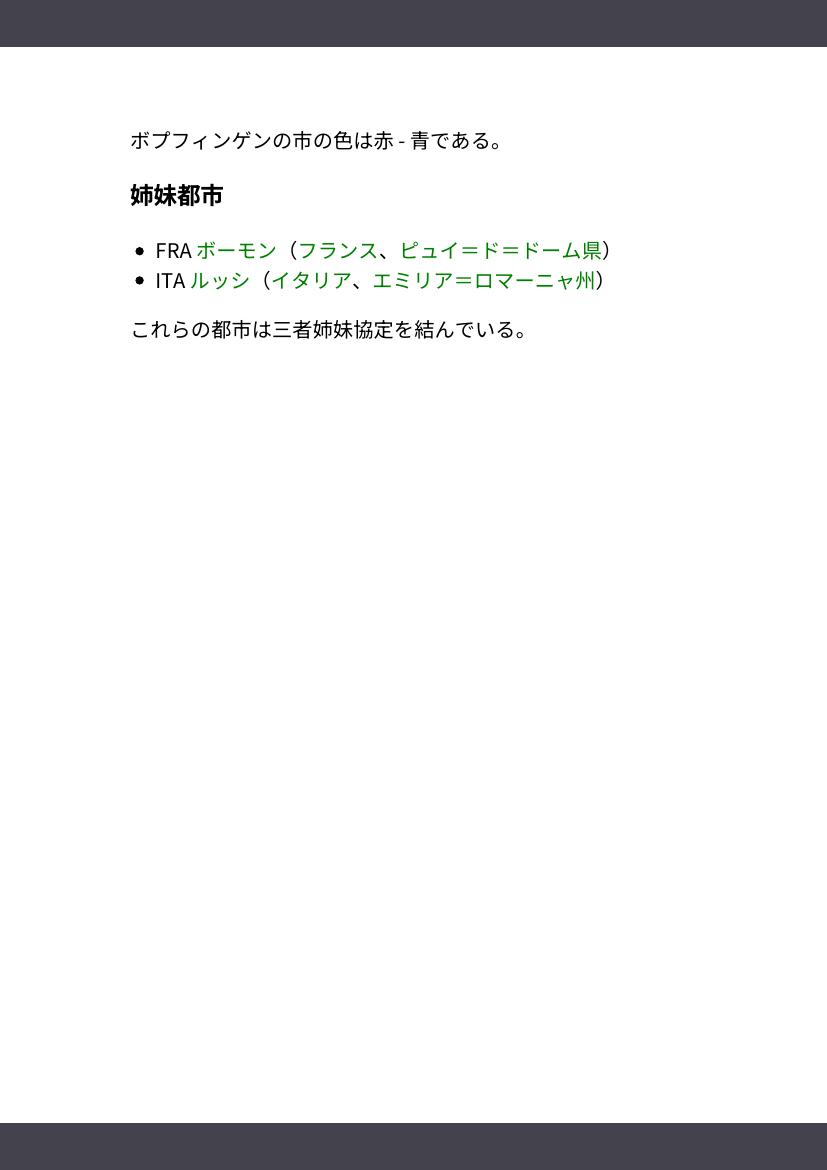 ボプフィンゲンの市の色は赤 - 青である。
姉妹都市
• FRA ボーモン（フランス、ピュイ＝ド＝ドーム県）
• ITA ルッシ（イタリア、エミリア＝ロマーニャ州）
これらの都市は三者姉妹協定を結んでいる。